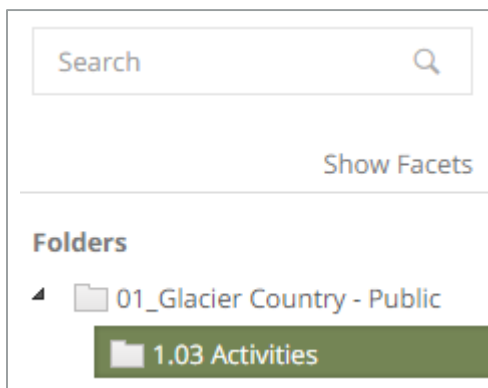 Search
Show Facets
Folders
01_Glacier Country - Public
1.03 Activities